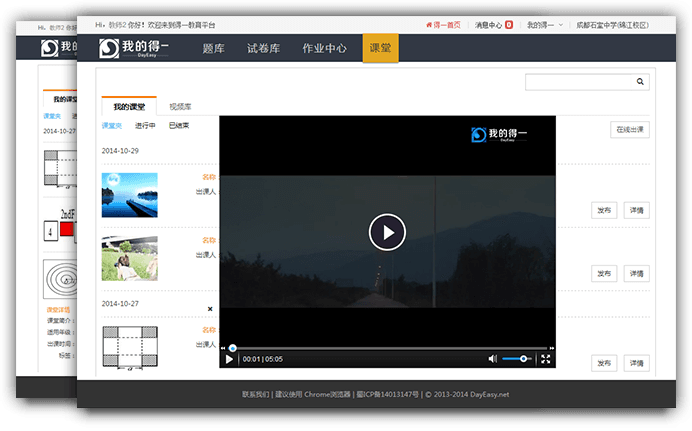 Hi，教师2 你好！欢迎来到得一教育平台
得一首页 | 消息中心 0 | 我的得一 | 成都石室中学(锦江校区)
我的得一 DayEasy 题库 试卷库 作业中心 课堂
我的课堂 视频库
课堂夹 进行中 已结束 在线出课
2014-10-29
我的得一 DayEasy
名称
出课人
发布 详情
名称
出课人
发布 详情
2014-10-27
名称
出课人
发布 详情
00:01 | 05:05
联系我们 | 建议使用 Chrome浏览器 | 蜀ICP备14013147号 | © 2013-2014 DayEasy.net
Hi，教师2 你好
我的
我的
课堂夹
2014-10-27
2ndF
4
课堂详情
课堂简介：
适用年级：
出课时间：
标签：